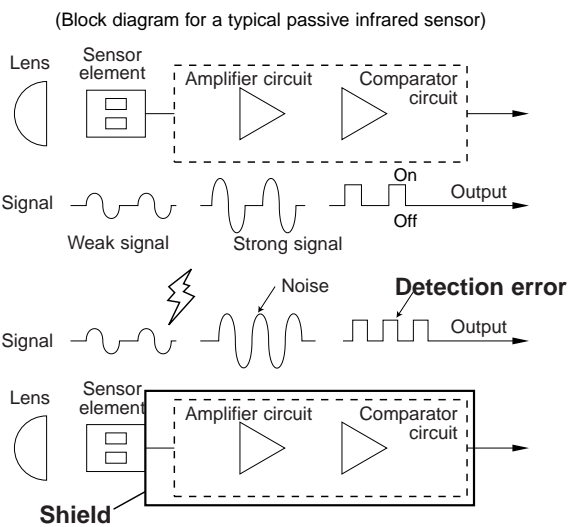 (Block diagram for a typical passive infrared sensor)
Lens
Sensor
element
Amplifier circuit
Comparator
circuit
Signal
On
Off
Output
Weak signal
Strong signal
Noise
Detection error
Signal
Output
Lens
Sensor
element
Amplifier circuit
Comparator
circuit
Shield